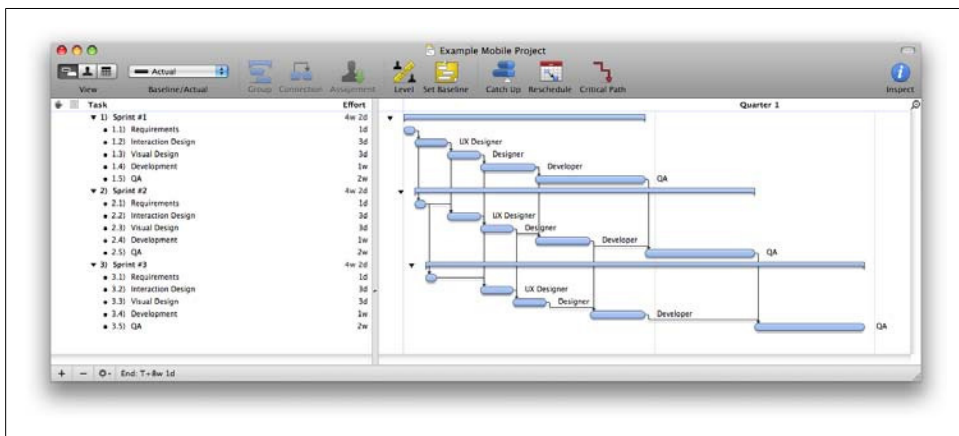 Example Mobile Project
Actual
View Baseline/Actual Group Connection Assignment Level Set Baseline Catch Up Reschedule Critical Path Inspect
Task Effort Quarter 1
1) Sprint #1 4w 2d
1.1) Requirements 1d
1.2) Interaction Design 3d UX Designer
1.3) Visual Design 3d Designer
1.4) Development 1w Developer
1.5) QA 2w QA
2) Sprint #2 4w 2d
2.1) Requirements 1d
2.2) Interaction Design 3d UX Designer
2.3) Visual Design 3d Designer
2.4) Development 1w Developer
2.5) QA 2w QA
3) Sprint #3 4w 2d
3.1) Requirements 1d
3.2) Interaction Design 3d UX Designer
3.3) Visual Design 3d Designer
3.4) Development 1w Developer
3.5) QA 2w QA
End: T+8w 1d